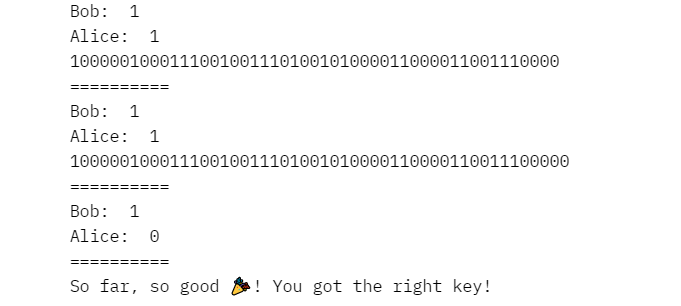 Bob:  1
Alice:  1
1000001000111001001110100101000011000011001110000
==========
Bob:  1
Alice:  1
10000010001110010011101001010000110000110011100000
==========
Bob:  1
Alice:  0
==========
So far, so good 🎉! You got the right key!